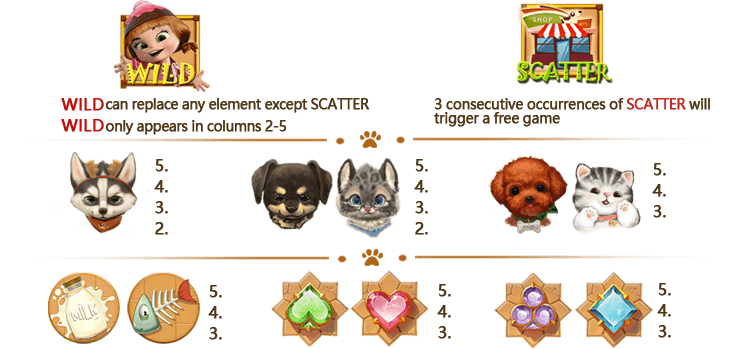 WILD
SHOP
SCATTER
WILD can replace any element except SCATTER
WILD only appears in columns 2-5
3 consecutive occurrences of SCATTER will
trigger a free game
5.
4.
3.
2.
5.
4.
3.
2.
5.
4.
3.
MILK
5.
4.
3.
5.
4.
3.
5.
4.
3.